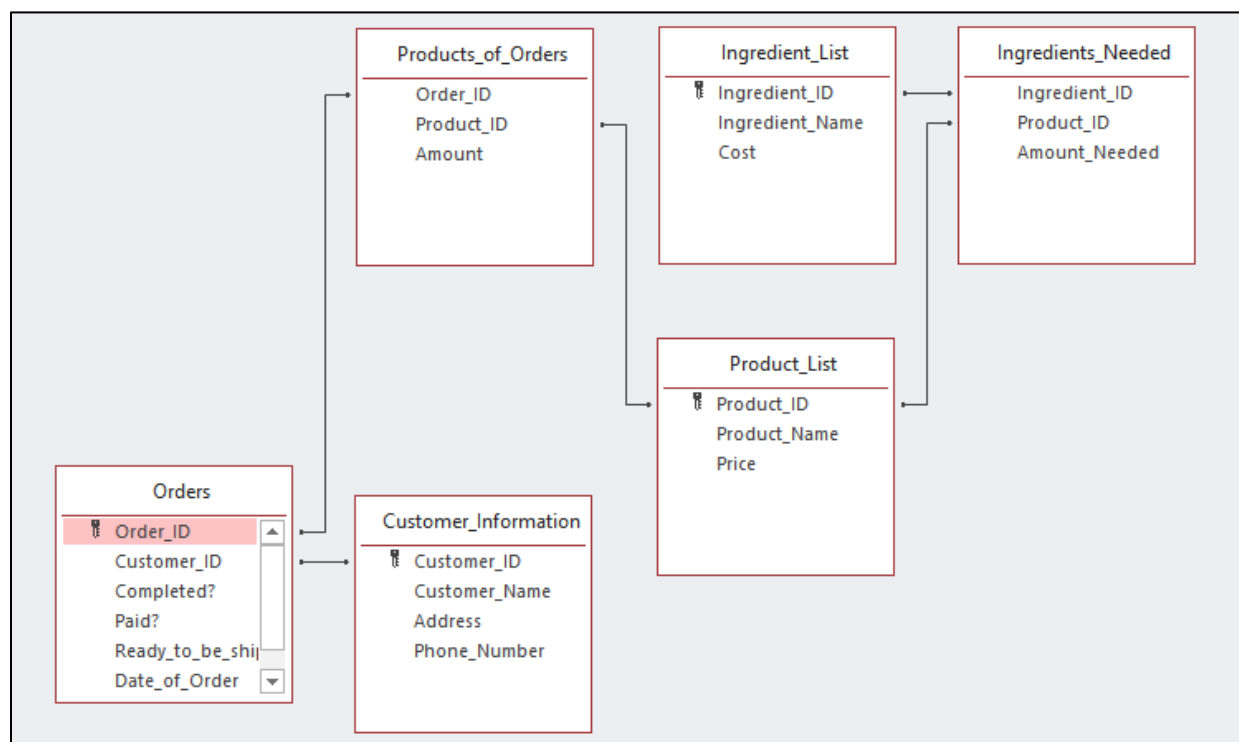 Products_of_Orders
Order_ID
Product_ID
Amount
Ingredient_List
Ingredient_ID
Ingredient_Name
Cost
Ingredients_Needed
Ingredient_ID
Product_ID
Amount_Needed
Product_List
Product_ID
Product_Name
Price
Orders
Order_ID
Customer_ID
Completed?
Paid?
Ready_to_be_ship
Date_of_Order
Customer_Information
Customer_ID
Customer_Name
Address
Phone_Number